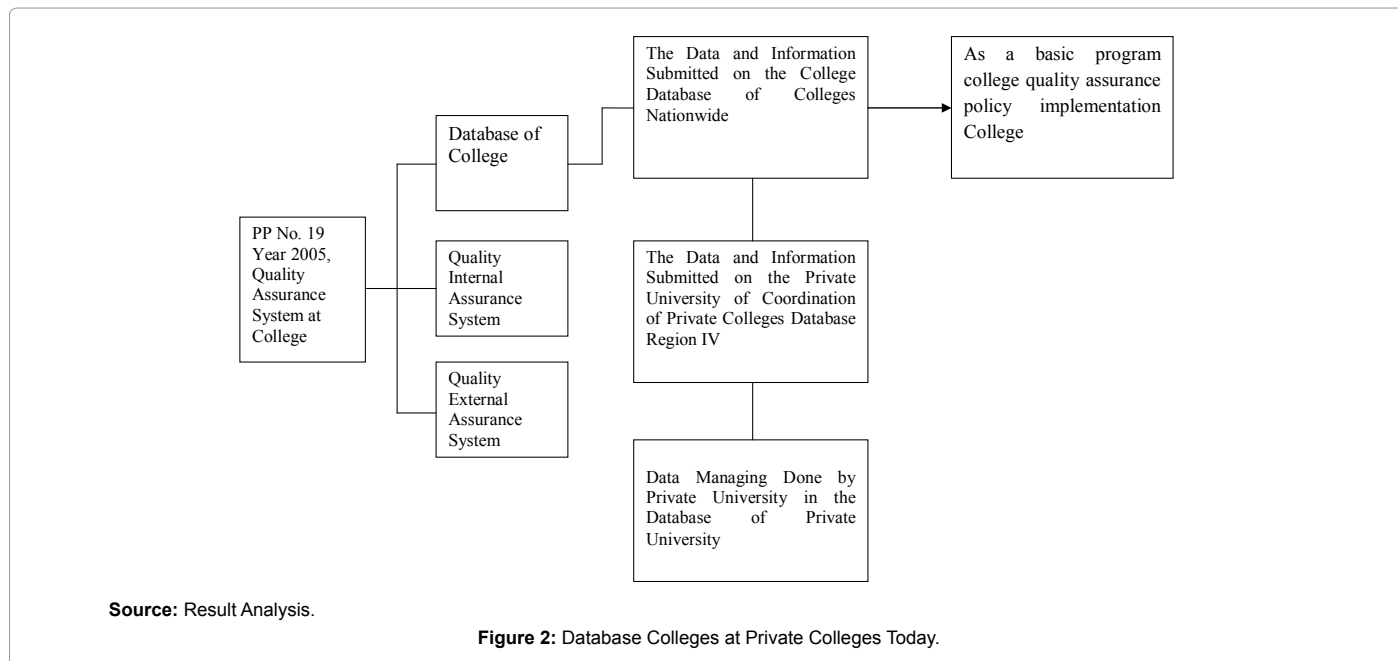 PP No. 19
Year 2005,
Quality
Assurance
System at
College
Database of
College
Quality
Internal
Assurance
System
Quality
External
Assurance
System
The Data and Information
Submitted on the College
Database of Colleges
Nationwide
The Data and Information
Submitted on the Private
University of Coordination
of Private Colleges Database
Region IV
Data Managing Done by
Private University in the
Database of Private
University
As a basic program
college quality assurance
policy implementation
College
Source: Result Analysis.
Figure 2: Database Colleges at Private Colleges Today.